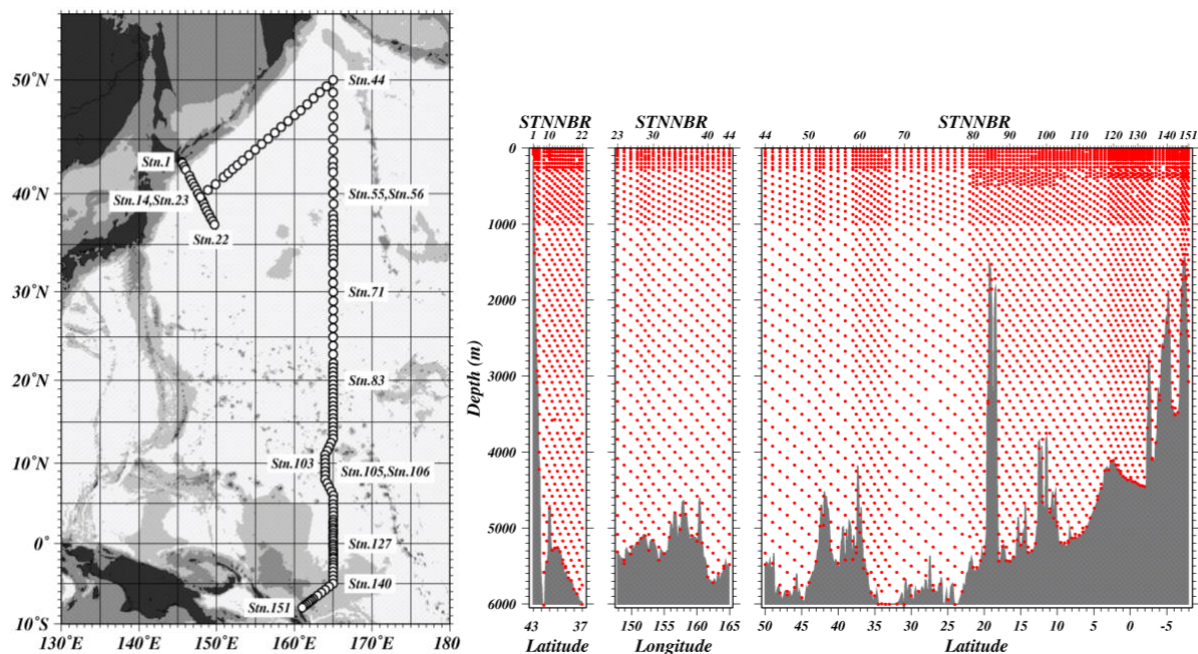 50°N
40°N
30°N
20°N
10°N
0°
10°S
130°E 140°E 150°E 160°E 170°E 180°
Stn.44
Stn.1
Stn.14,Stn.23
Stn.55,Stn.56
Stn.22
Stn.71
Stn.83
Stn.103
Stn.105,Stn.106
Stn.127
Stn.140
Stn.151
STNNBR
1 10 22
STNNBR
23 30 40 44
STNNBR
44 50 60 70 80 90 100 110 120 130 140 151
Depth (m)
0
1000
2000
3000
4000
5000
6000
43 37
Latitude
150 155 160 165
Longitude
50 45 40 35 30 25 20 15 10 5 0 -5
Latitude